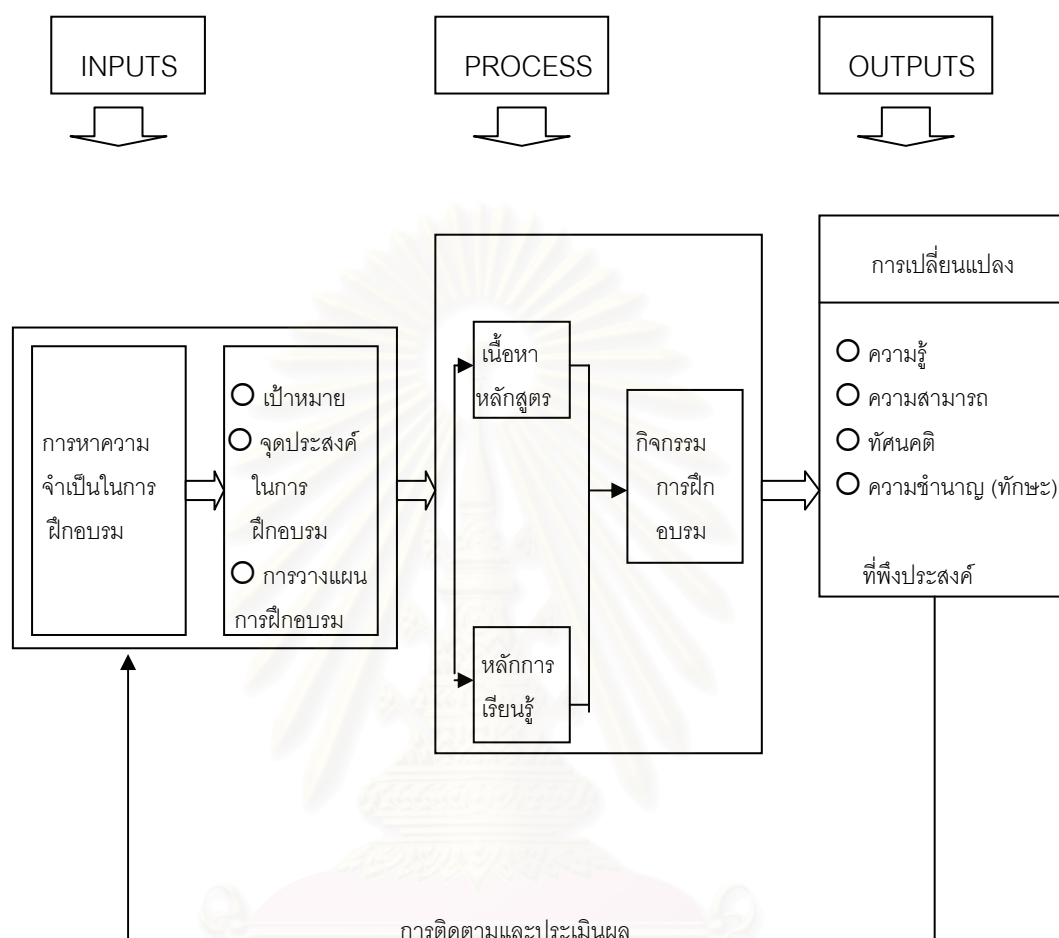 INPUTS
PROCESS
OUTPUTS
การหาความ
จำเป็นในการ
ฝึกอบรม
เป้าหมาย
จุดประสงค์
ในการ
ฝึกอบรม
การวางแผน
การฝึกอบรม
เนื้อหา
หลักสูตร
หลักการ
เรียนรู้
กิจกรรม
การฝึก
อบรม
การเปลี่ยนแปลง
ความรู้
ความสามารถ
ทัศนคติ
ความชำนาญ (ทักษะ)
ที่พึงประสงค์
การติดตามและประเมินผล